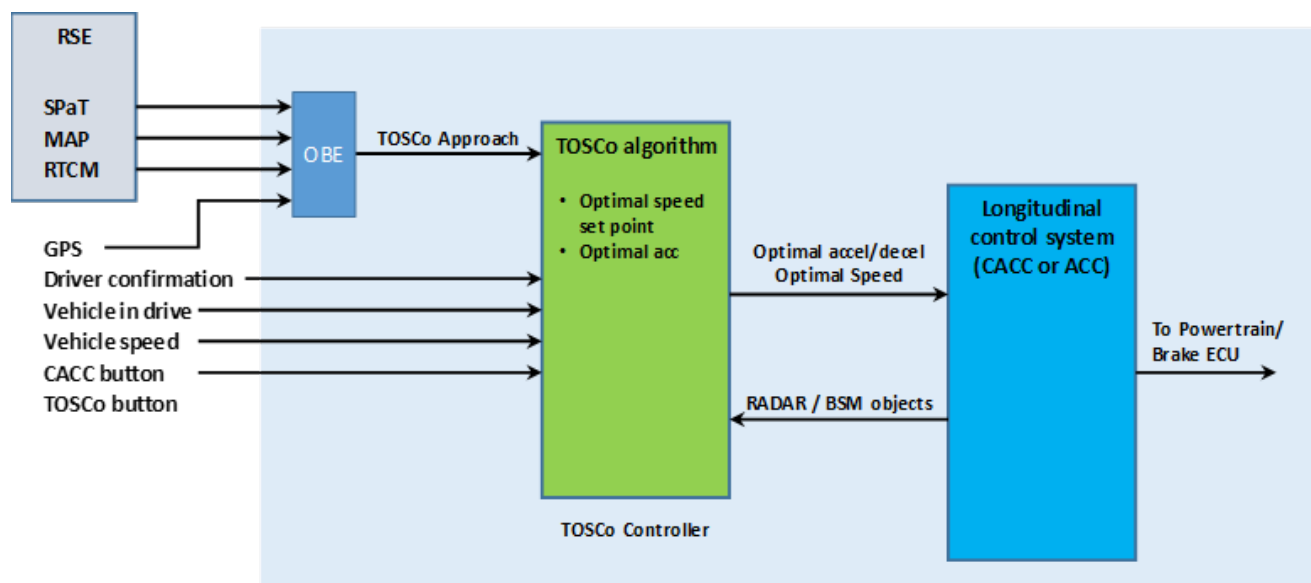 RSE
SPaT
MAP
RTCM
GPS
Driver confirmation
Vehicle in drive
Vehicle speed
CACC button
TOSCo button
OBE
TOSCo Approach
TOSCo algorithm
• Optimal speed
set point
• Optimal acc
TOSCo Controller
Optimal accel/decel
Optimal Speed
RADAR / BSM objects
Longitudinal
control system
(CACC or ACC)
To Powertrain/
Brake ECU